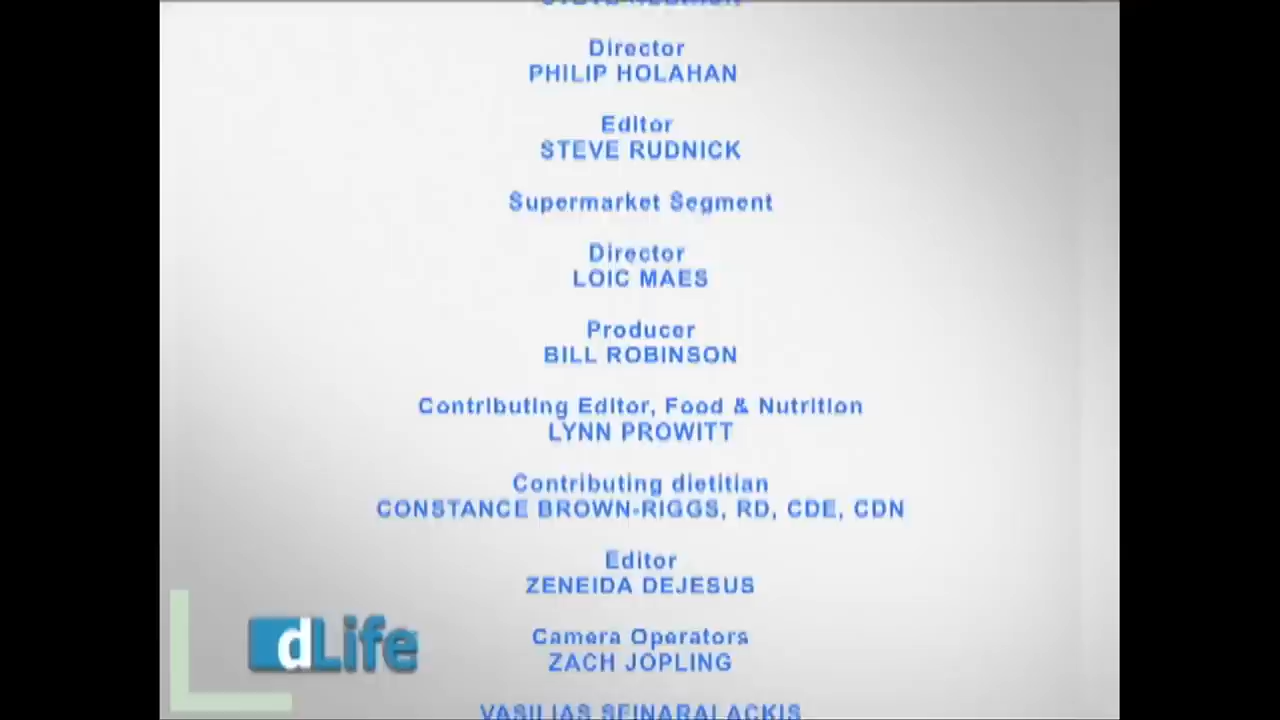 Director
PHILIP HOLAHAN
Editor
STEVE RUDNICK
Supermarket Segment
Director
LOIC MAES
Producer
BILL ROBINSON
Contributing Editor, Food & Nutrition
LYNN PROWITT
Contributing dietitian
CONSTANCE BROWN-RIGGS, RD, CDE, CDN
Editor
ZENEIDA DEJESUS
Camera Operators
ZACH JOPLING
dLife